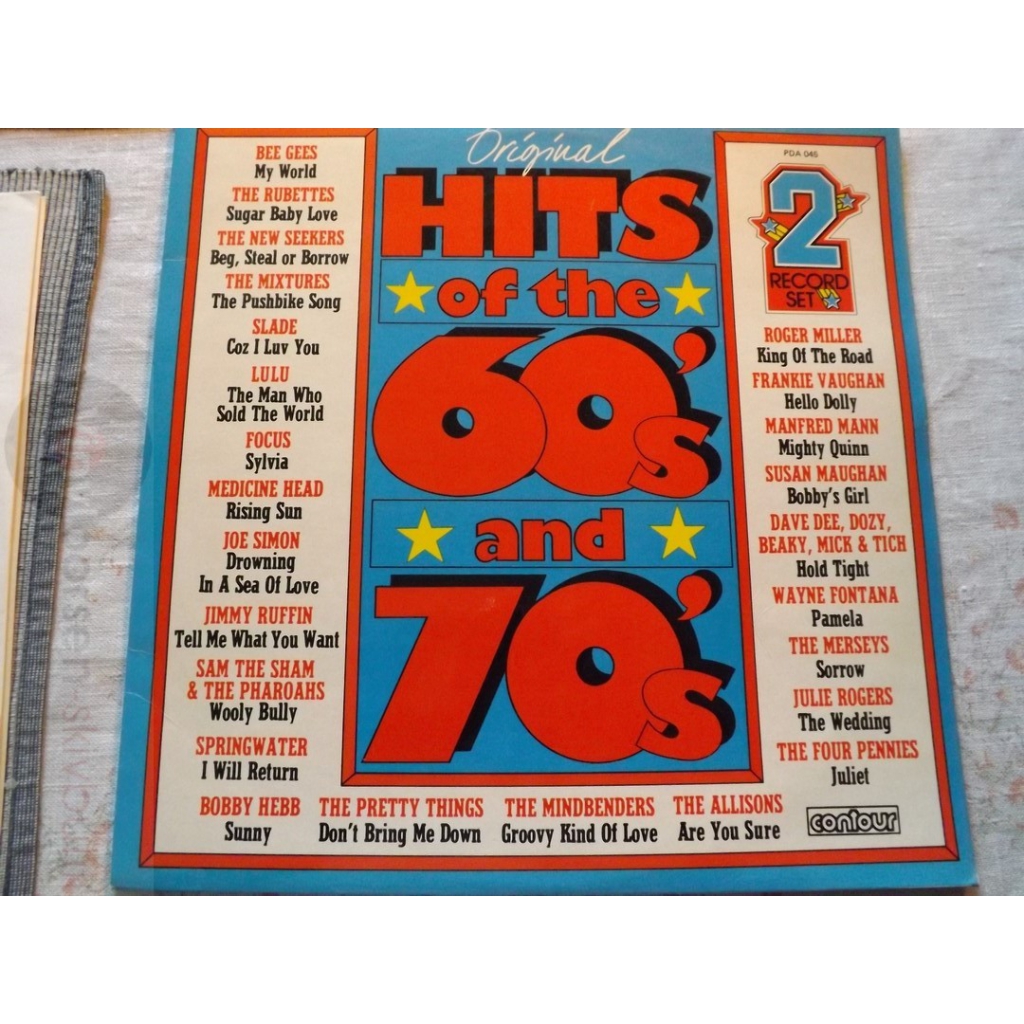 Original
HITS
of the
60's
and
70's
BEE GEES
My World
THE RUBETTES
Sugar Baby Love
THE NEW SEEKERS
Beg, Steal or Borrow
THE MIXTURES
The Pushbike Song
SLADE
Coz I Luv You
LULU
The Man Who
Sold The World
FOCUS
Sylvia
MEDICINE HEAD
Rising Sun
JOE SIMON
Drowning
In A Sea Of Love
JIMMY RUFFIN
Tell Me What You Want
SAM THE SHAM
& THE PHAROAHS
Wooly Bully
SPRINGWATER
I Will Return
BOBBY HEBB
Sunny
THE PRETTY THINGS
Don't Bring Me Down
THE MINDBENDERS
Groovy Kind Of Love
THE ALLISONS
Are You Sure
PDA 045
2
RECORD
SET
ROGER MILLER
King Of The Road
FRANKIE VAUGHAN
Hello Dolly
MANFRED MANN
Mighty Quinn
SUSAN MAUGHAN
Bobby's Girl
DAVE DEE, DOZY,
BEAKY, MICK & TICH
Hold Tight
WAYNE FONTANA
Pamela
THE MERSEYS
Sorrow
JULIE ROGERS
The Wedding
THE FOUR PENNIES
Juliet
contour